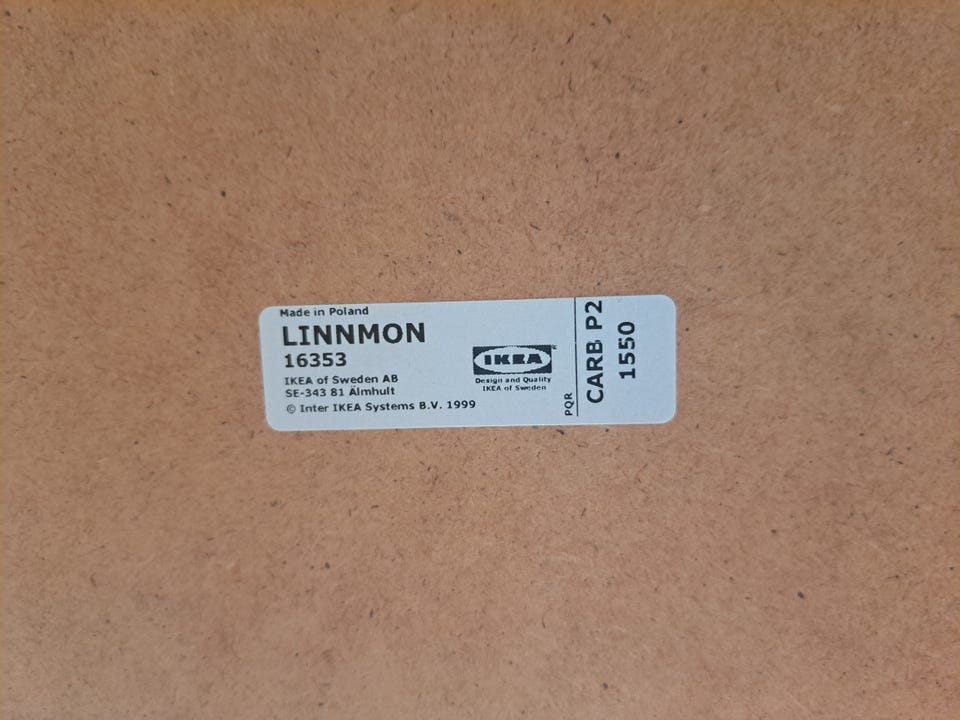 Made in Poland
LINNMON
16353
IKEA of Sweden AB
SE-343 81 Älmhult
© Inter IKEA Systems B.V. 1999
IKEA
Design and Quality
IKEA of Sweden
PQR
CARB P2
1550